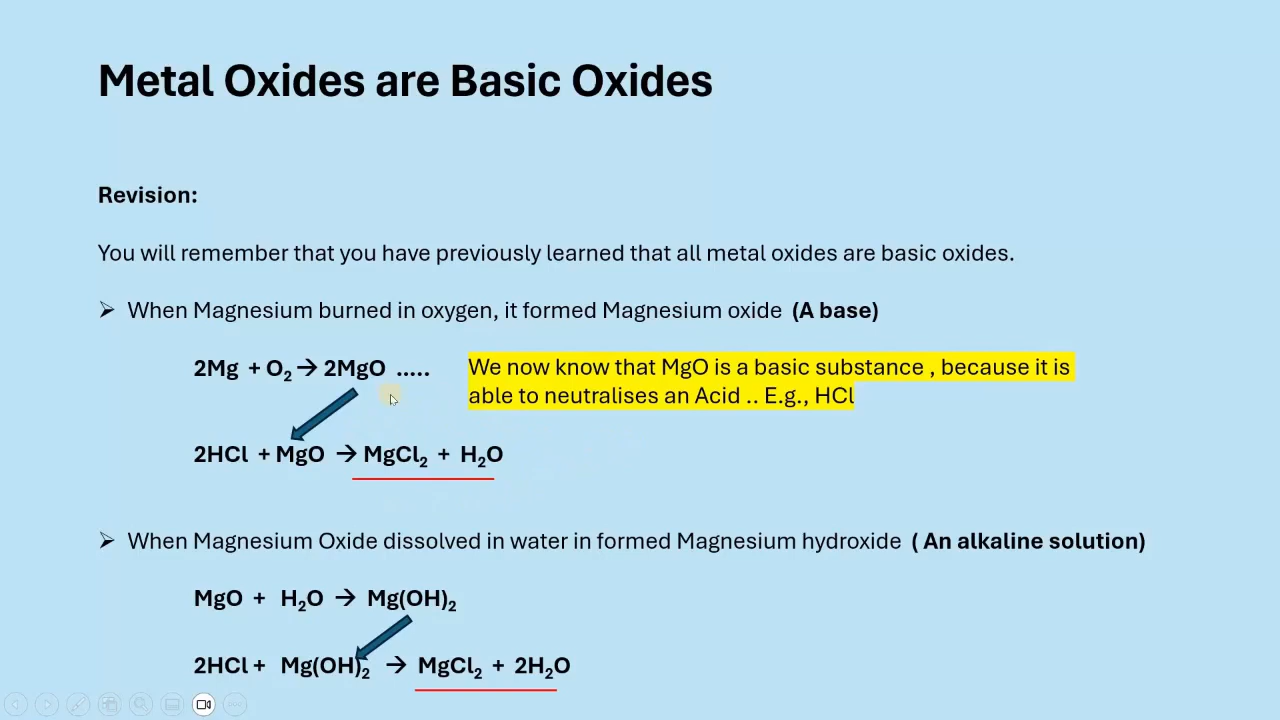 Metal Oxides are Basic Oxides
Revision:
You will remember that you have previously learned that all metal oxides are basic oxides.
➢ When Magnesium burned in oxygen, it formed Magnesium oxide (A base)
2Mg + O₂ → 2MgO .....
We now know that MgO is a basic substance , because it is
able to neutralises an Acid .. E.g., HCl
2HCl + MgO → MgCl₂ + H₂O
➢ When Magnesium Oxide dissolved in water in formed Magnesium hydroxide ( An alkaline solution)
MgO + H₂O → Mg(OH)₂
2HCl + Mg(OH)₂ → MgCl₂ + 2H₂O